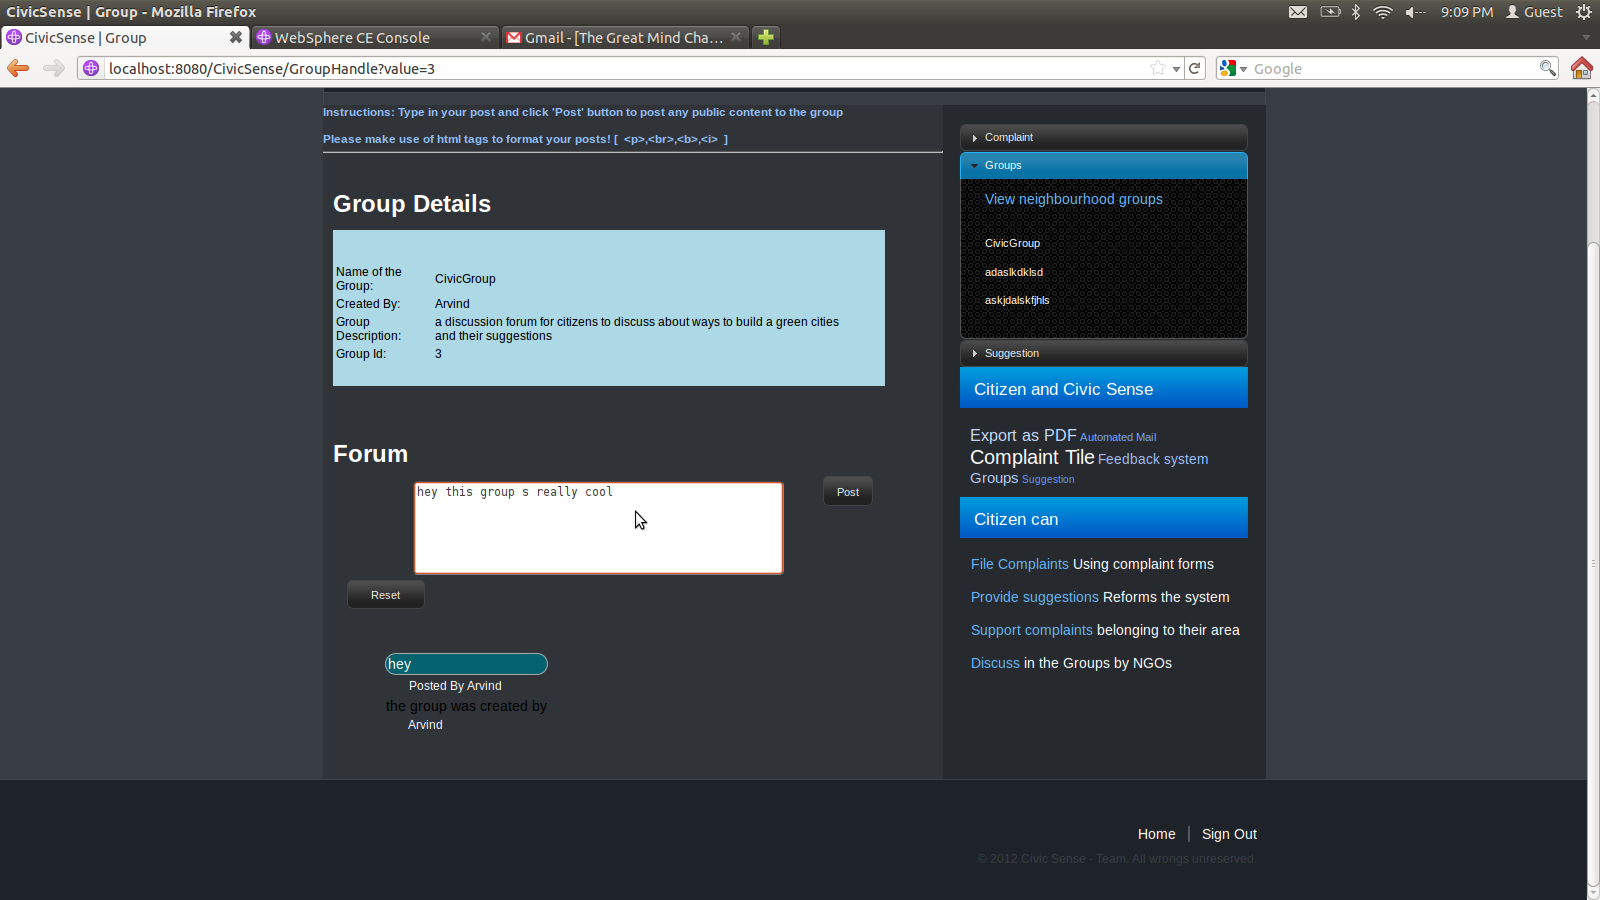 CivicSense | Group - Mozilla Firefox
9:09 PM Guest
CivicSense | Group
WebSphere CE Console
Gmail - [The Great Mind Cha...
localhost:8080/CivicSense/GroupHandle?value=3
Google
Instructions: Type in your post and click 'Post' button to post any public content to the group
Please make use of html tags to format your posts! [ <p>,<br>,<b>,<i> ]
Group Details
Name of the
Group:
CivicGroup
Created By: Arvind
Group
Description:
a discussion forum for citizens to discuss about ways to build a green cities
and their suggestions
Group Id: 3
Forum
hey this group s really cool
Post
Reset
hey
Posted By Arvind
the group was created by
Arvind
Complaint
Groups
View neighbourhood groups
CivicGroup
adaslkdklsd
askjdalskfjhls
Suggestion
Citizen and Civic Sense
Export as PDF Automated Mail
Complaint Tile Feedback system
Groups Suggestion
Citizen can
File Complaints Using complaint forms
Provide suggestions Reforms the system
Support complaints belonging to their area
Discuss in the Groups by NGOs
Home | Sign Out
© 2012 Civic Sense - Team. All wrongs unreserved.